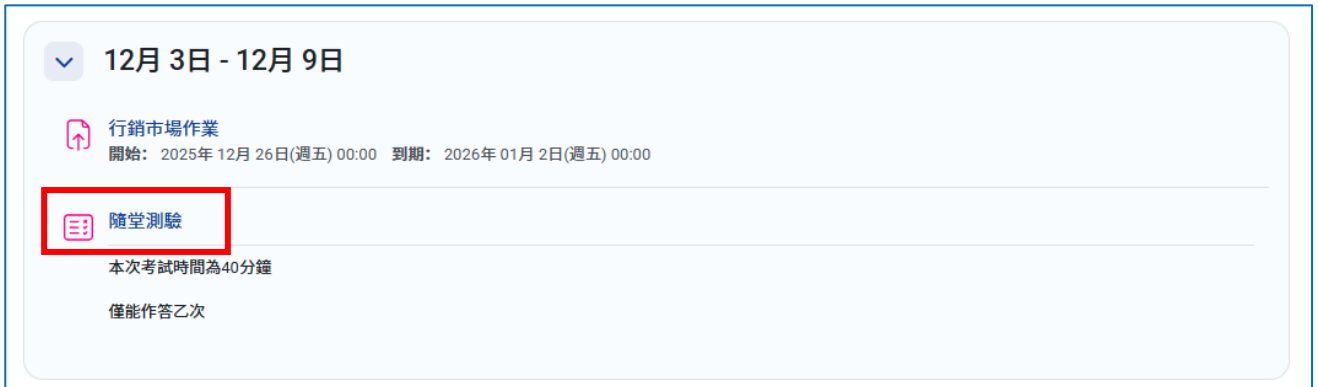 12月 3日 - 12月 9日
行銷市場作業
開始： 2025年 12月 26日(週五) 00:00 到期： 2026年 01月 2日(週五) 00:00
隨堂測驗
本次考試時間為40分鐘
僅能作答乙次